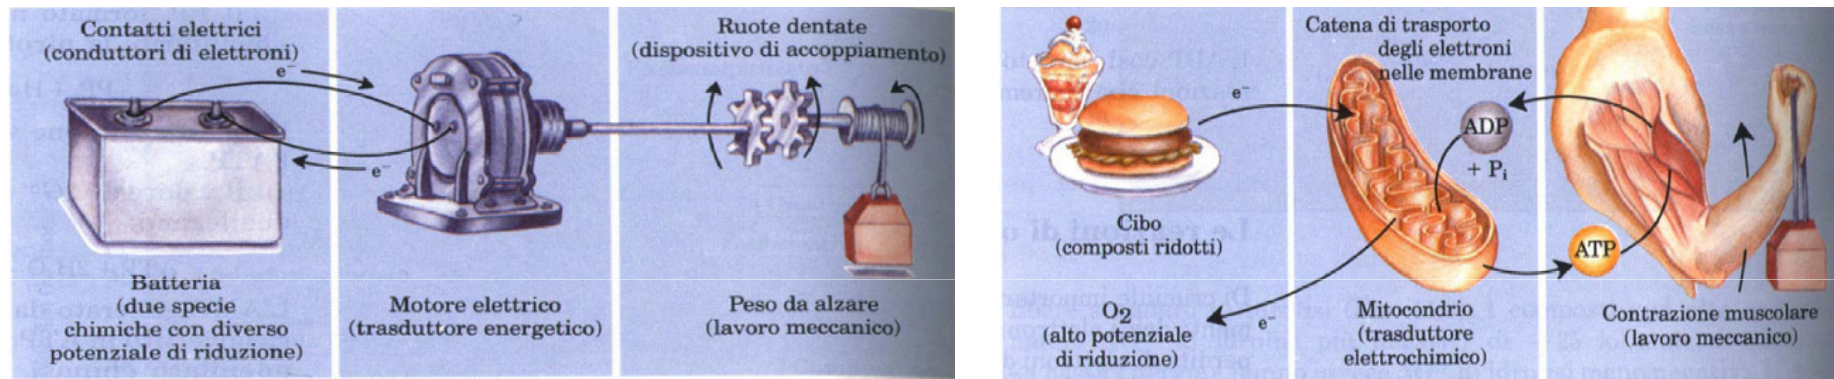 Contatti elettrici
(conduttori di elettroni)
e⁻
e⁻
Batteria
(due specie
chimiche con diverso
potenziale di riduzione)
Motore elettrico
(trasduttore energetico)
Ruote dentate
(dispositivo di accoppiamento)
Peso da alzare
(lavoro meccanico)
e⁻
Cibo
(composti ridotti)
O₂
(alto potenziale
di riduzione)
e⁻
Catena di trasporto
degli elettroni
nelle membrane
ADP
+ Pᵢ
ATP
Mitocondrio
(trasduttore
elettrochimico)
Contrazione muscolare
(lavoro meccanico)